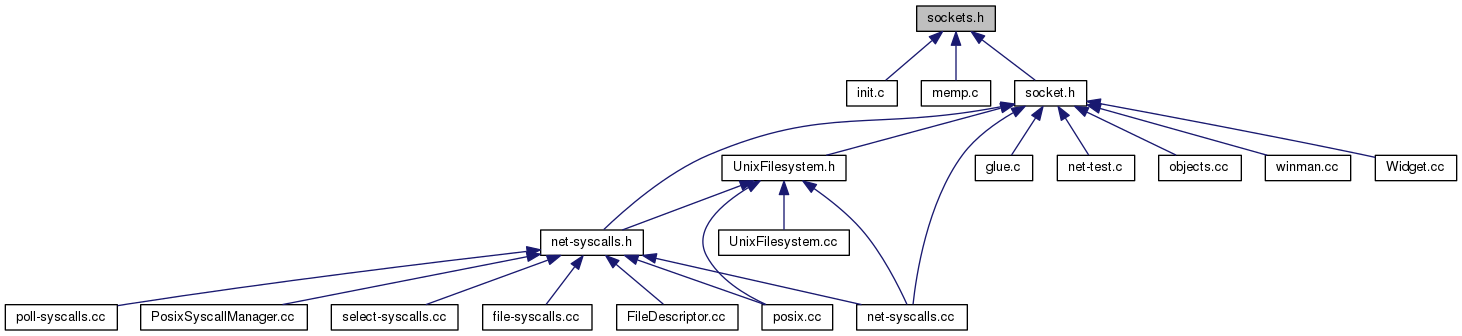 sockets.h
init.c
memp.c
socket.h
UnixFilesystem.h
glue.c
net-test.c
objects.cc
winman.cc
Widget.cc
net-syscalls.h
UnixFilesystem.cc
poll-syscalls.cc
PosixSyscallManager.cc
select-syscalls.cc
file-syscalls.cc
FileDescriptor.cc
posix.cc
net-syscalls.cc